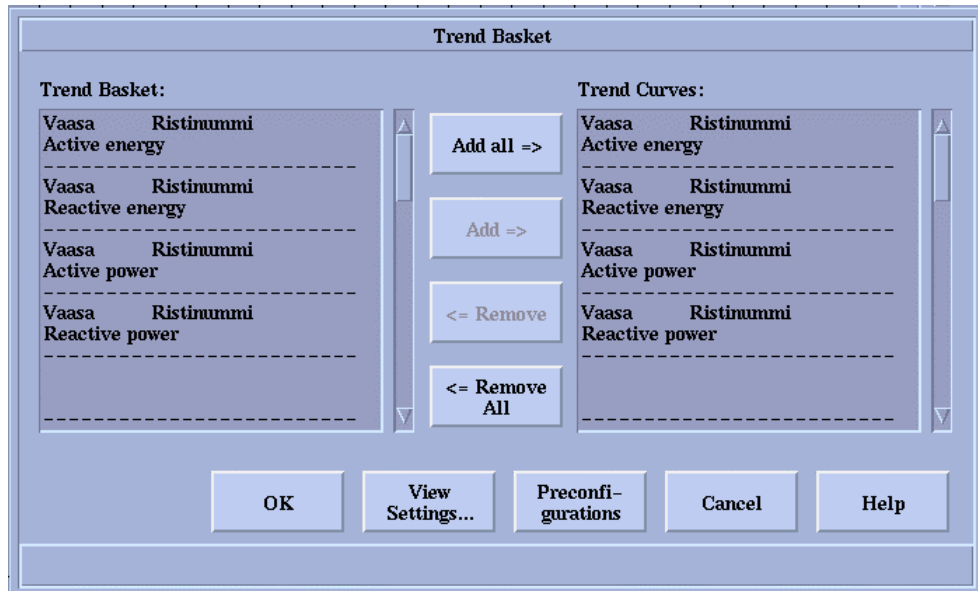 Trend Basket
Trend Basket:
Vaasa Ristinummi
Active energy
Vaasa Ristinummi
Reactive energy
Vaasa Ristinummi
Active power
Vaasa Ristinummi
Reactive power
Add all =>
Add =>
<= Remove
<= Remove
All
Trend Curves:
Vaasa Ristinummi
Active energy
Vaasa Ristinummi
Reactive energy
Vaasa Ristinummi
Active power
Vaasa Ristinummi
Reactive power
OK
View
Settings...
Preconfi-
gurations
Cancel
Help